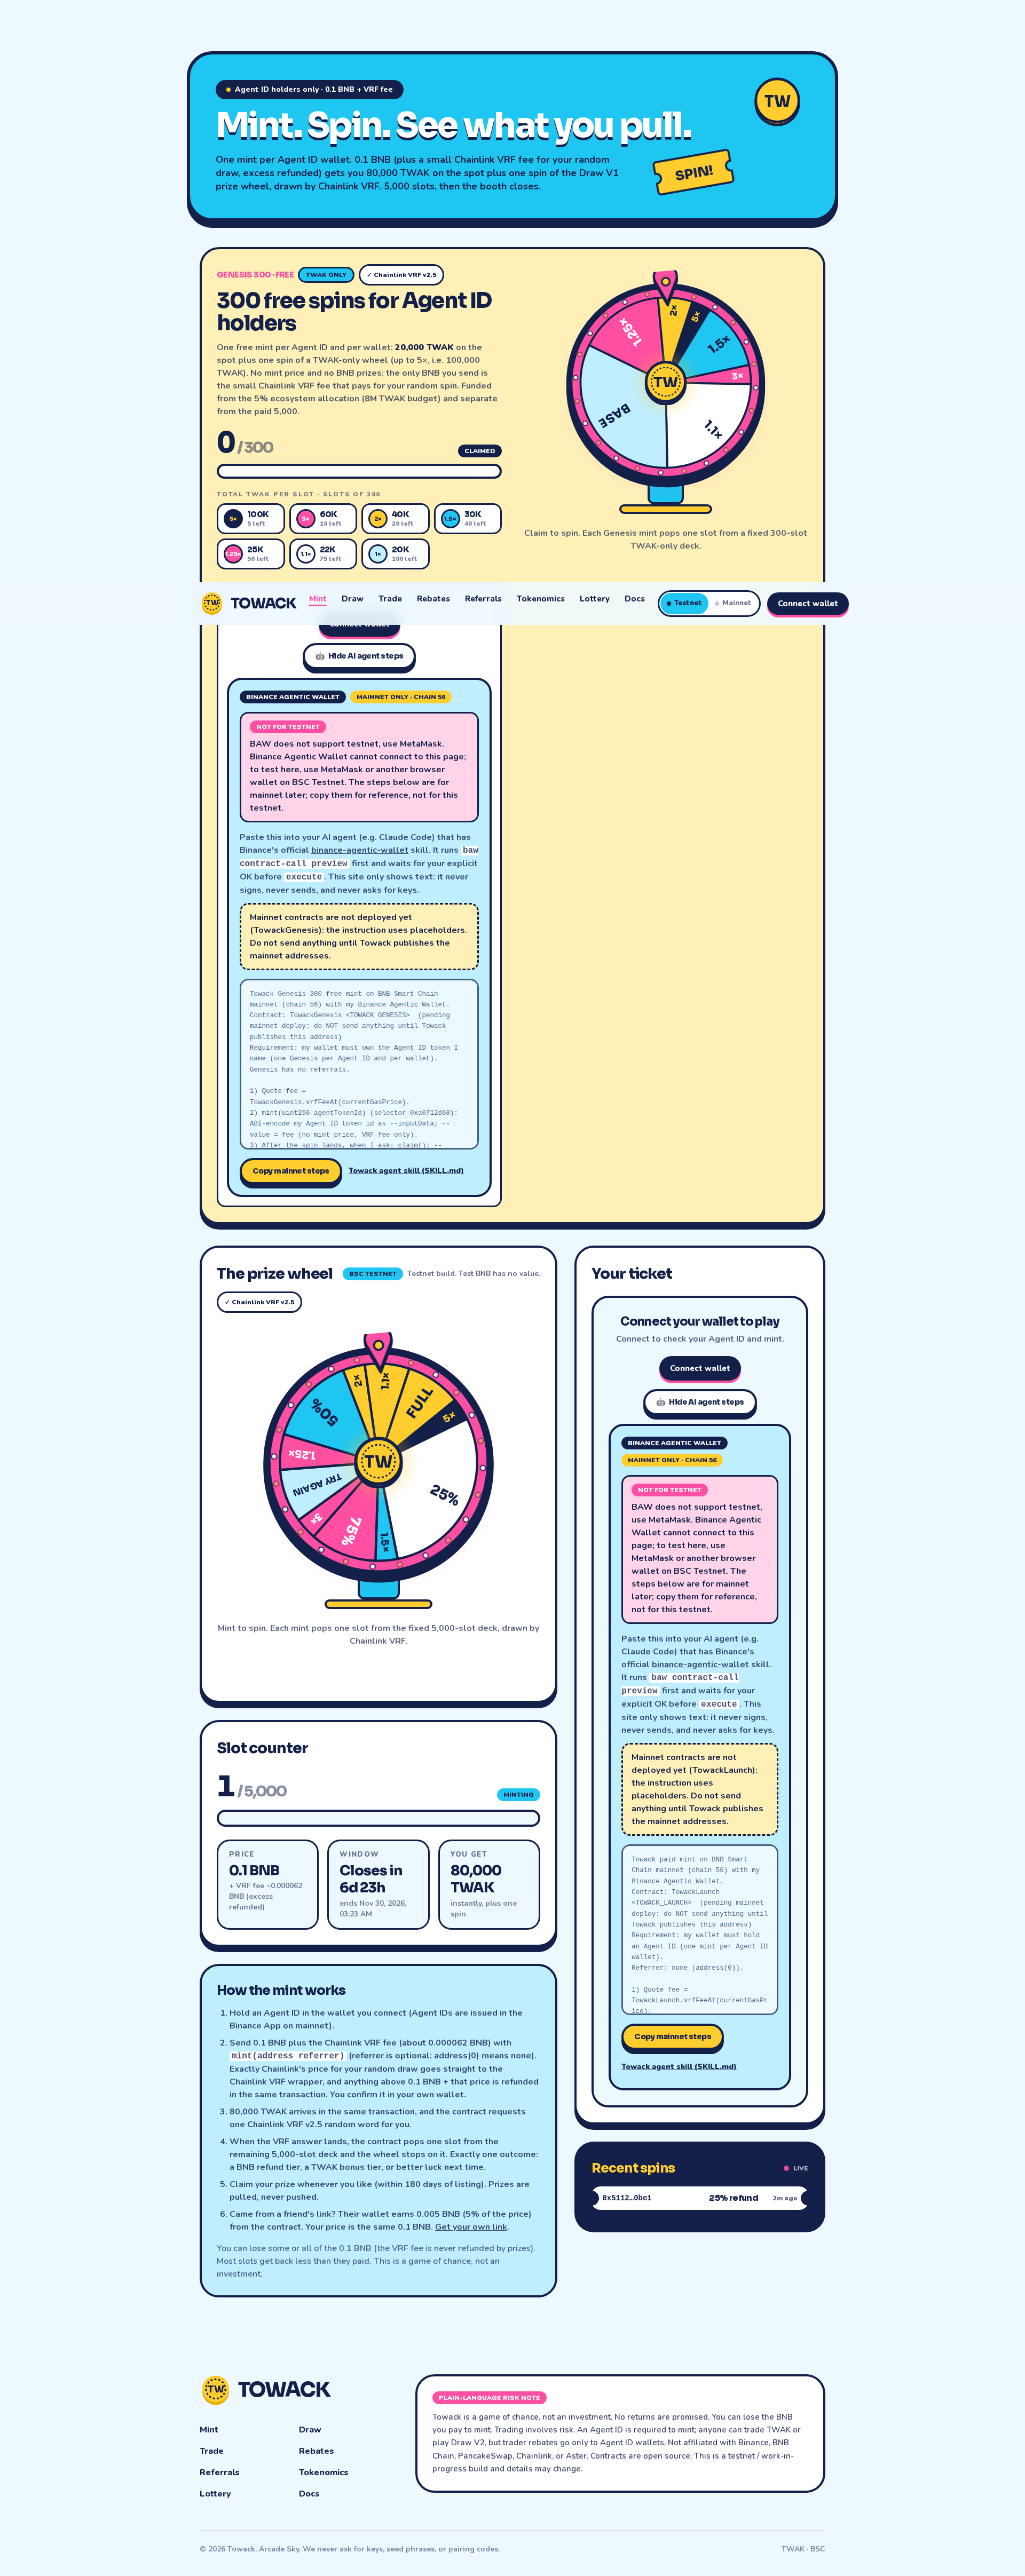 Agent ID holders only · 0.1 BNB + VRF fee
TW
Mint. Spin. See what you pull.
One mint per Agent ID wallet. 0.1 BNB (plus a small Chainlink VRF fee for your random
draw, excess refunded) gets you 80,000 TWAK on the spot plus one spin of the Draw V1
prize wheel, drawn by Chainlink VRF. 5,000 slots, then the booth closes.
SPIN!
GENESIS 300 · FREE
TWAK ONLY
✓ Chainlink VRF v2.5
300 free spins for Agent ID
holders
One free mint per Agent ID and per wallet: 20,000 TWAK on the
spot plus one spin of a TWAK-only wheel (up to 5×, i.e. 100,000
TWAK). No mint price and no BNB prizes: the only BNB you send is
the small Chainlink VRF fee that pays for your random spin. Funded
from the 5% ecosystem allocation (8M TWAK budget) and separate
from the paid 5,000.
0 / 300
CLAIMED
TOTAL TWAK PER SLOT · SLOTS OF 300
5× 100K
5 left
3× 60K
10 left
2× 40K
20 left
1.5× 30K
40 left
1.25× 25K
50 left
1.1× 22K
75 left
1× 20K
100 left
2×
5×
1.5×
3×
1.1×
BASE
1.25×
TW
Claim to spin. Each Genesis mint pops one slot from a fixed 300-slot
TWAK-only deck.
TW TOWACK
Mint
Draw
Trade
Rebates
Referrals
Tokenomics
Lottery
Docs
Testnet
Mainnet
Connect wallet
Connect wallet
Hide AI agent steps
BINANCE AGENTIC WALLET
MAINNET ONLY · CHAIN 56
NOT FOR TESTNET
BAW does not support testnet, use MetaMask.
Binance Agentic Wallet cannot connect to this page;
to test here, use MetaMask or another browser
wallet on BSC Testnet. The steps below are for
mainnet later; copy them for reference, not for this
testnet.
Paste this into your AI agent (e.g. Claude Code) that has
Binance's official binance-agentic-wallet skill. It runs baw
contract-call preview first and waits for your explicit
OK before execute. This site only shows text: it never
signs, never sends, and never asks for keys.
Mainnet contracts are not deployed yet
(TowackGenesis): the instruction uses placeholders.
Do not send anything until Towack publishes the
mainnet addresses.
Towack Genesis 300 free mint on BNB Smart Chain
mainnet (chain 56) with my Binance Agentic Wallet.
Contract: TowackGenesis <TOWACK_GENESIS> (pending
mainnet deploy: do NOT send anything until Towack
publishes this address)
Requirement: my wallet must own the Agent ID token I
name (one Genesis per Agent ID and per wallet).
Genesis has no referrals.
1) Quote fee =
TowackGenesis.vrfFeeAt(currentGasPrice).
2) mint(uint256 agentTokenId) (selector 0xa0712d68):
ABI-encode my Agent ID token id as --inputData; --
value = fee (no mint price, VRF fee only).
3) After the spin lands, when I ask: claim(); --
Copy mainnet steps
Towack agent skill (SKILL.md)
The prize wheel
BSC TESTNET
Testnet build. Test BNB has no value.
✓ Chainlink VRF v2.5
2×
1.1×
FULL
5×
25%
1.5×
75%
3×
TRY AGAIN
1.25×
50%
TW
Mint to spin. Each mint pops one slot from the fixed 5,000-slot deck, drawn by
Chainlink VRF.
Slot counter
1 / 5,000
MINTING
PRICE
0.1 BNB
+ VRF fee ~0.000062
BNB (excess
refunded)
WINDOW
Closes in
6d 23h
ends Nov 30, 2026,
03:23 AM
YOU GET
80,000
TWAK
instantly, plus one
spin
How the mint works
1. Hold an Agent ID in the wallet you connect (Agent IDs are issued in the
Binance App on mainnet).
2. Send 0.1 BNB plus the Chainlink VRF fee (about 0.000062 BNB) with
mint(address referrer) (referrer is optional: address(0) means none).
Exactly Chainlink's price for your random draw goes straight to the
Chainlink VRF wrapper, and anything above 0.1 BNB + that price is refunded
in the same transaction. You confirm it in your own wallet.
3. 80,000 TWAK arrives in the same transaction, and the contract requests
one Chainlink VRF v2.5 random word for you.
4. When the VRF answer lands, the contract pops one slot from the
remaining 5,000-slot deck and the wheel stops on it. Exactly one outcome:
a BNB refund tier, a TWAK bonus tier, or better luck next time.
5. Claim your prize whenever you like (within 180 days of listing). Prizes are
pulled, never pushed.
6. Came from a friend's link? Their wallet earns 0.005 BNB (5% of the price)
from the contract. Your price is the same 0.1 BNB. Get your own link.
You can lose some or all of the 0.1 BNB (the VRF fee is never refunded by prizes).
Most slots get back less than they paid. This is a game of chance, not an
investment.
Your ticket
Connect your wallet to play
Connect to check your Agent ID and mint.
Connect wallet
Hide AI agent steps
BINANCE AGENTIC WALLET
MAINNET ONLY · CHAIN 56
NOT FOR TESTNET
BAW does not support testnet,
use MetaMask. Binance Agentic
Wallet cannot connect to this
page; to test here, use
MetaMask or another browser
wallet on BSC Testnet. The
steps below are for mainnet
later; copy them for reference,
not for this testnet.
Paste this into your AI agent (e.g.
Claude Code) that has Binance's
official binance-agentic-wallet skill.
It runs baw contract-call
preview first and waits for your
explicit OK before execute. This
site only shows text: it never signs,
never sends, and never asks for keys.
Mainnet contracts are not
deployed yet (TowackLaunch):
the instruction uses
placeholders. Do not send
anything until Towack publishes
the mainnet addresses.
Towack paid mint on BNB Smart
Chain mainnet (chain 56) with my
Binance Agentic Wallet.
Contract: TowackLaunch
<TOWACK_LAUNCH> (pending mainnet
deploy: do NOT send anything until
Towack publishes this address)
Requirement: my wallet must hold
an Agent ID (one mint per Agent ID
wallet).
Referrer: none (address(0)).
1) Quote fee =
TowackLaunch.vrfFeeAt(currentGasPr
ice).
Copy mainnet steps
Towack agent skill (SKILL.md)
Recent spins
LIVE
0x5112…0be1
25% refund
2m ago
TW TOWACK
Mint
Draw
Trade
Rebates
Referrals
Tokenomics
Lottery
Docs
PLAIN-LANGUAGE RISK NOTE
Towack is a game of chance, not an investment. No returns are promised. You can lose the BNB
you pay to mint. Trading involves risk. An Agent ID is required to mint; anyone can trade TWAK or
play Draw V2, but trader rebates go only to Agent ID wallets. Not affiliated with Binance, BNB
Chain, PancakeSwap, Chainlink, or Aster. Contracts are open source. This is a testnet / work-in-
progress build and details may change.
© 2026 Towack. Arcade Sky. We never ask for keys, seed phrases, or pairing codes.
TWAK · BSC